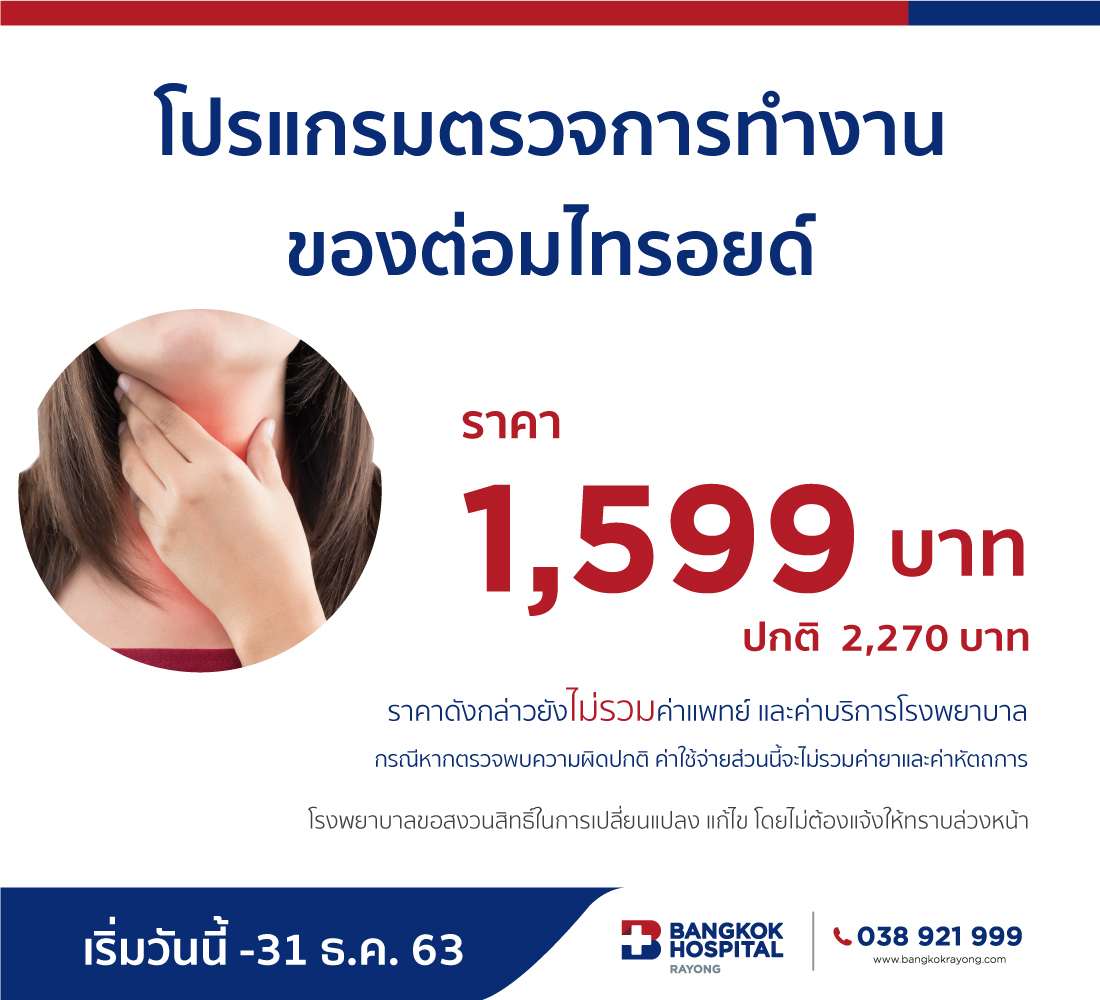 โปรแกรมตรวจการทำงาน
ของต่อมไทรอยด์
ราคา
1,599 บาท
ปกติ 2,270 บาท
ราคาดังกล่าวยังไม่รวมค่าแพทย์ และค่าบริการโรงพยาบาล
กรณีหากตรวจพบความผิดปกติ ค่าใช้จ่ายส่วนนี้จะไม่รวมค่ายาและค่าหัตถการ
โรงพยาบาลขอสงวนสิทธิ์ในการเปลี่ยนแปลง แก้ไข โดยไม่ต้องแจ้งให้ทราบล่วงหน้า
เริ่มวันนี้ -31 ธ.ค. 63
BANGKOK
HOSPITAL
RAYONG
038 921 999
www.bangkokrayong.com